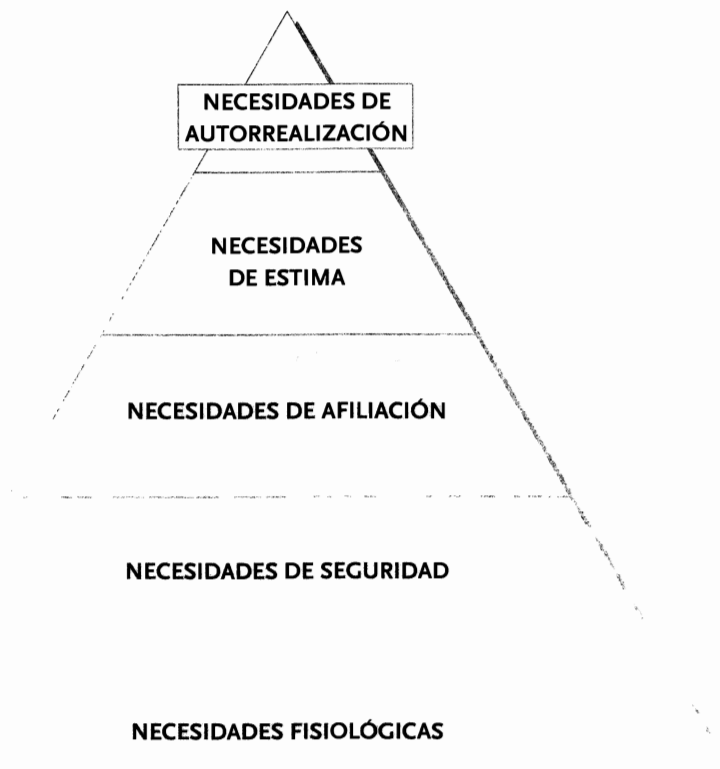 NECESIDADES DE
AUTORREALIZACIÓN
NECESIDADES
DE ESTIMA
NECESIDADES DE AFILIACIÓN
NECESIDADES DE SEGURIDAD
NECESIDADES FISIOLÓGICAS